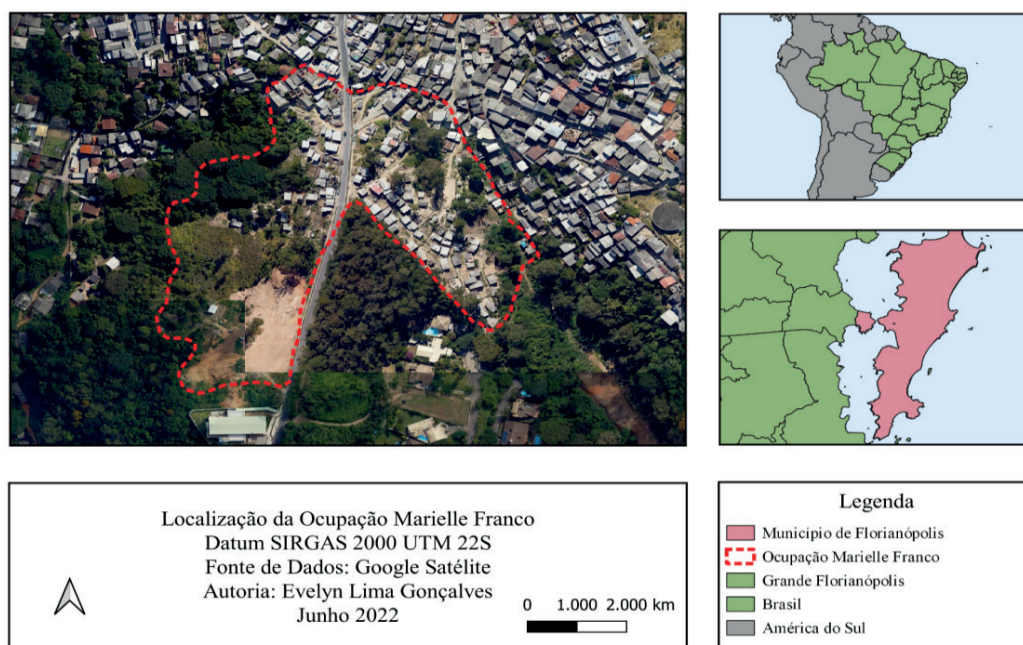 Localização da Ocupação Marielle Franco
Datum SIRGAS 2000 UTM 22S
Fonte de Dados: Google Satélite
Autoria: Evelyn Lima Gonçalves
Junho 2022
0 1.000 2.000 km
Legenda
Município de Florianópolis
Ocupação Marielle Franco
Grande Florianópolis
Brasil
América do Sul